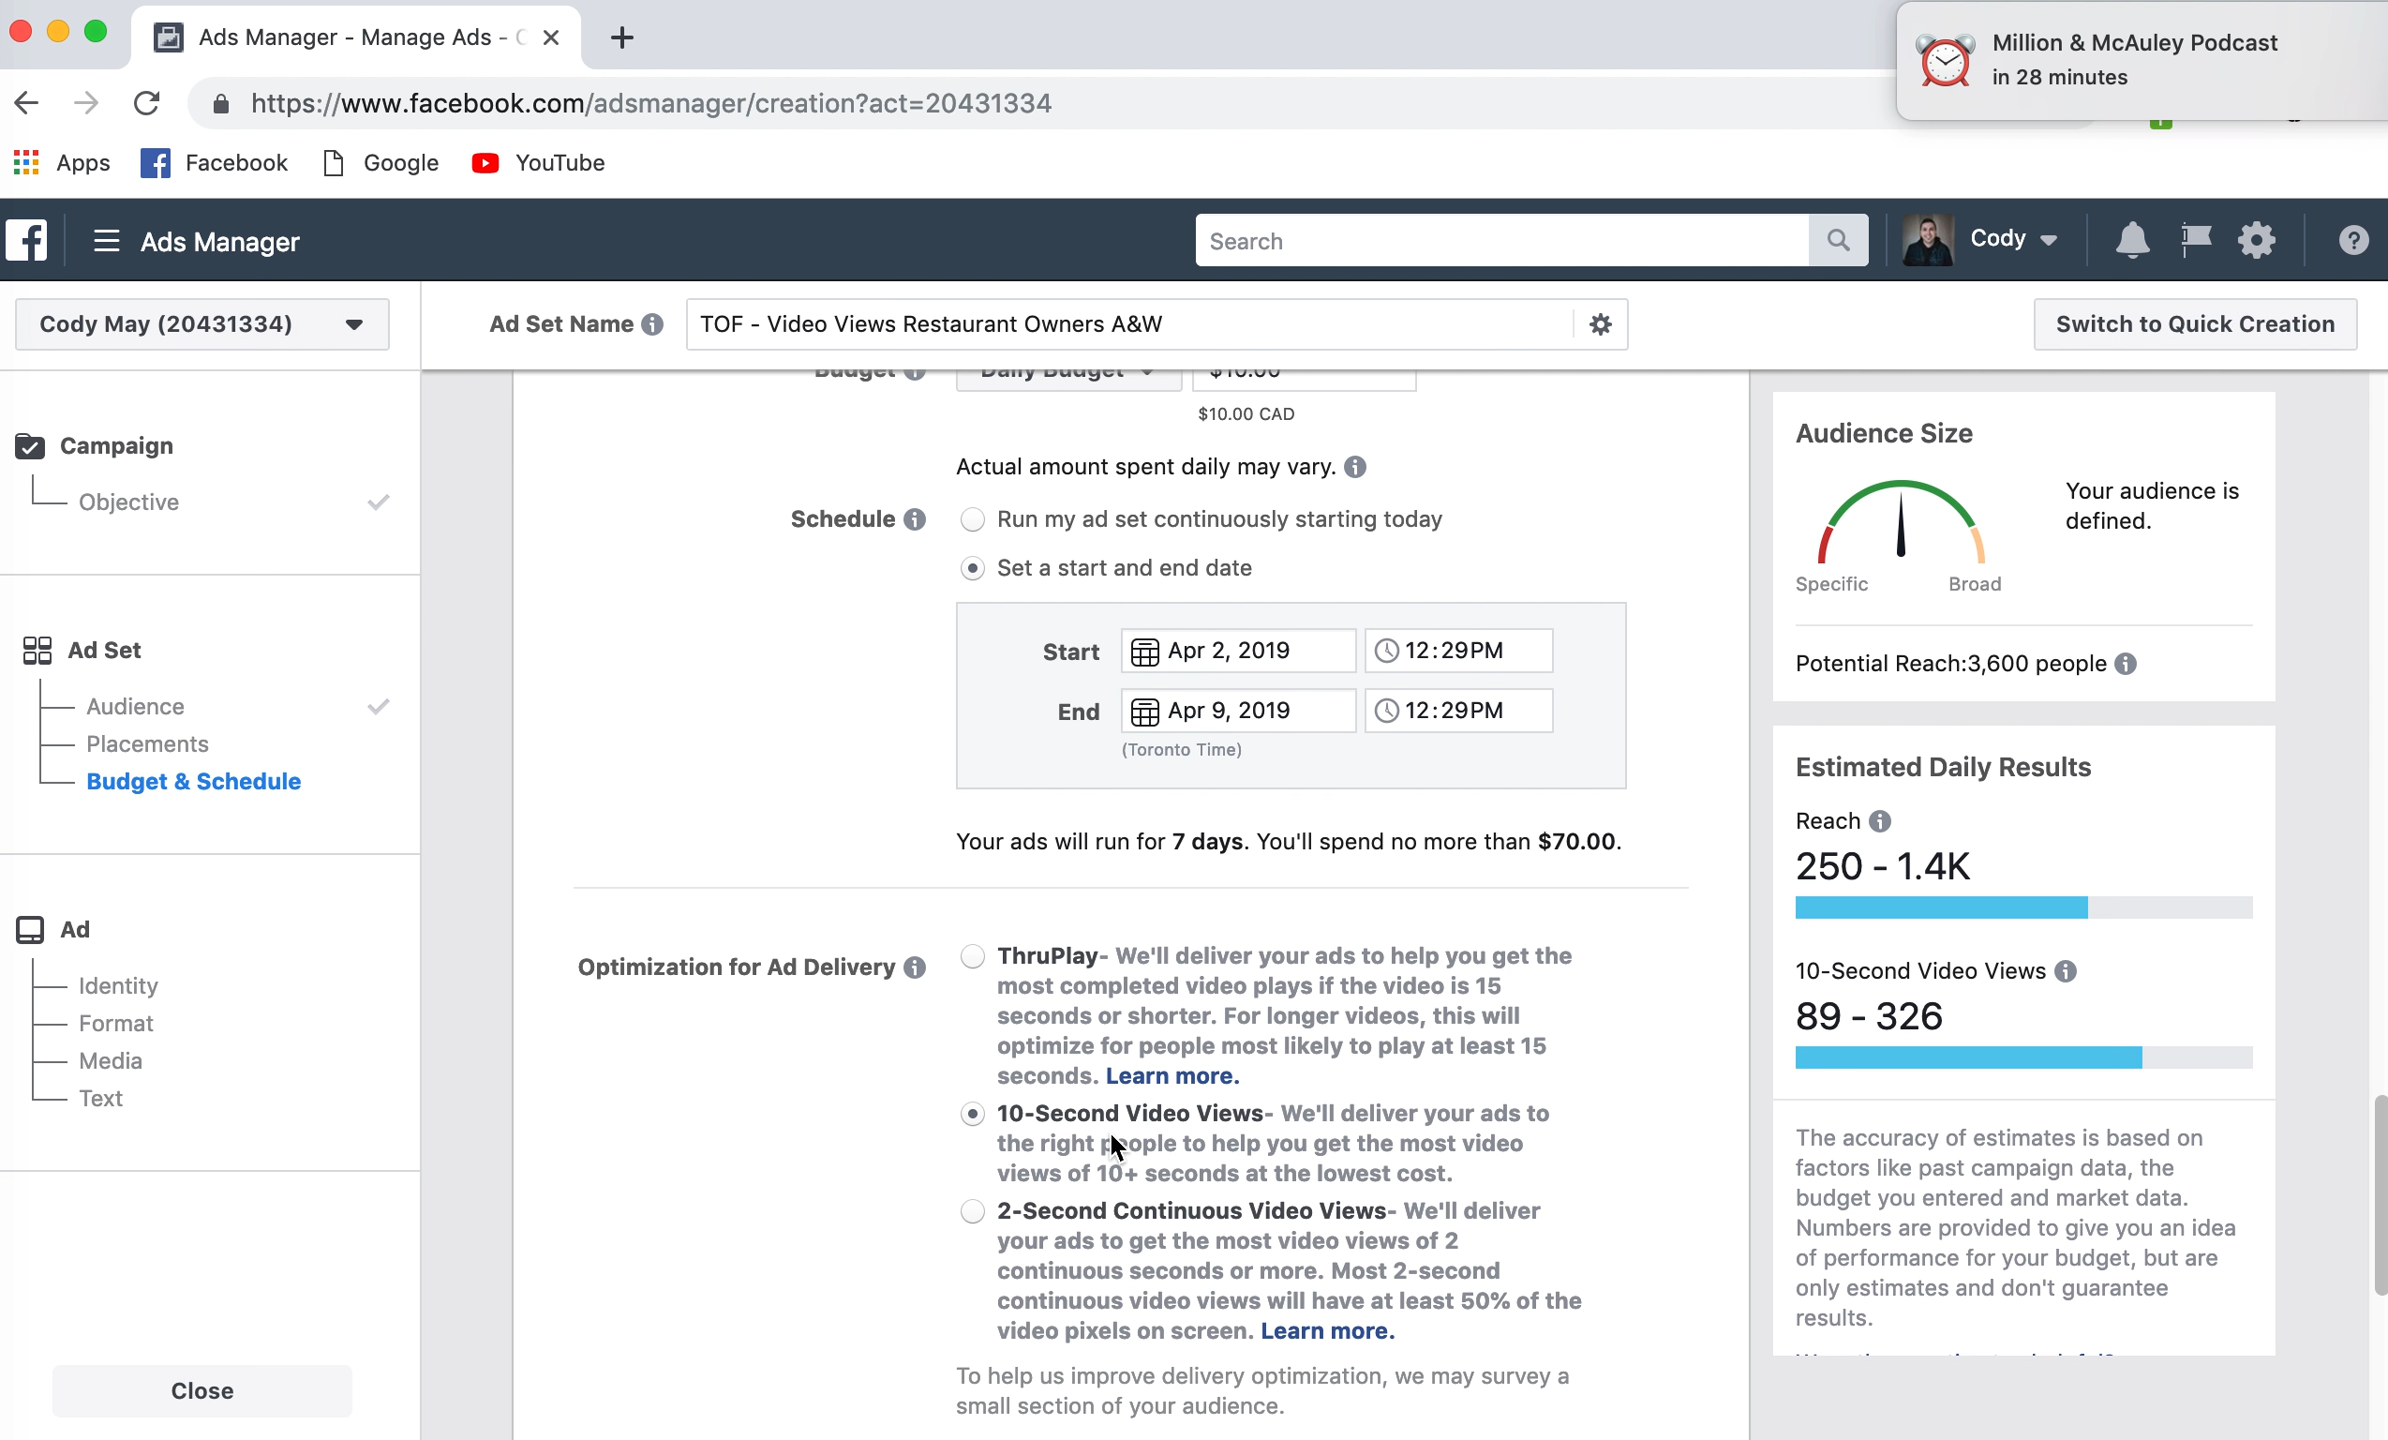 Ads Manager - Manage Ads -
Million & McAuley Podcast
in 28 minutes
https://www.facebook.com/adsmanager/creation?act=20431334
Apps
Facebook
Google
YouTube
Ads Manager
Search
Cody
Cody May (20431334)
Ad Set Name
TOF - Video Views Restaurant Owners A&W
Switch to Quick Creation
Budget
Daily Budget
$10.00
$10.00 CAD
Actual amount spent daily may vary.
Schedule
Run my ad set continuously starting today
Set a start and end date
Start
Apr 2, 2019
12:29PM
End
Apr 9, 2019
12:29PM
(Toronto Time)
Your ads will run for 7 days. You'll spend no more than $70.00.
Optimization for Ad Delivery
ThruPlay- We'll deliver your ads to help you get the
most completed video plays if the video is 15
seconds or shorter. For longer videos, this will
optimize for people most likely to play at least 15
seconds. Learn more.
10-Second Video Views- We'll deliver your ads to
the right people to help you get the most video
views of 10+ seconds at the lowest cost.
2-Second Continuous Video Views- We'll deliver
your ads to get the most video views of 2
continuous seconds or more. Most 2-second
continuous video views will have at least 50% of the
video pixels on screen. Learn more.
To help us improve delivery optimization, we may survey a
small section of your audience.
Campaign
Objective
Ad Set
Audience
Placements
Budget & Schedule
Ad
Identity
Format
Media
Text
Close
Audience Size
Your audience is
defined.
Specific
Broad
Potential Reach:3,600 people
Estimated Daily Results
Reach
250 - 1.4K
10-Second Video Views
89 - 326
The accuracy of estimates is based on
factors like past campaign data, the
budget you entered and market data.
Numbers are provided to give you an idea
of performance for your budget, but are
only estimates and don't guarantee
results.